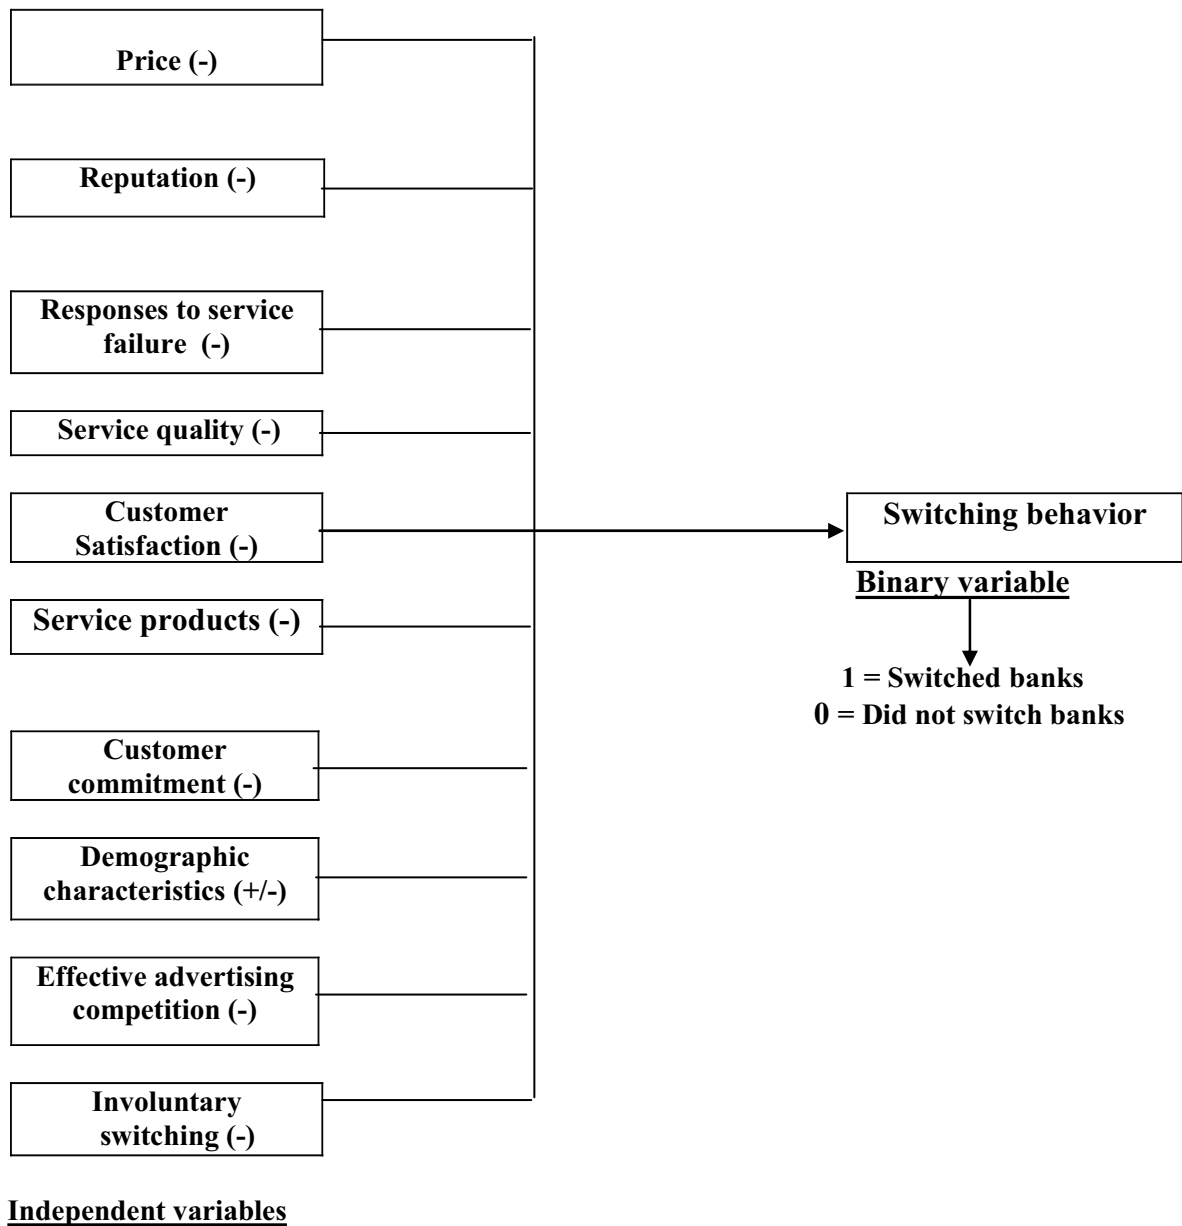 Price (-)
Reputation (-)
Responses to service
failure (-)
Service quality (-)
Customer
Satisfaction (-)
Service products (-)
Customer
commitment (-)
Demographic
characteristics (+/-)
Effective advertising
competition (-)
Involuntary
switching (-)
Independent variables
Switching behavior
Binary variable
1 = Switched banks
0 = Did not switch banks